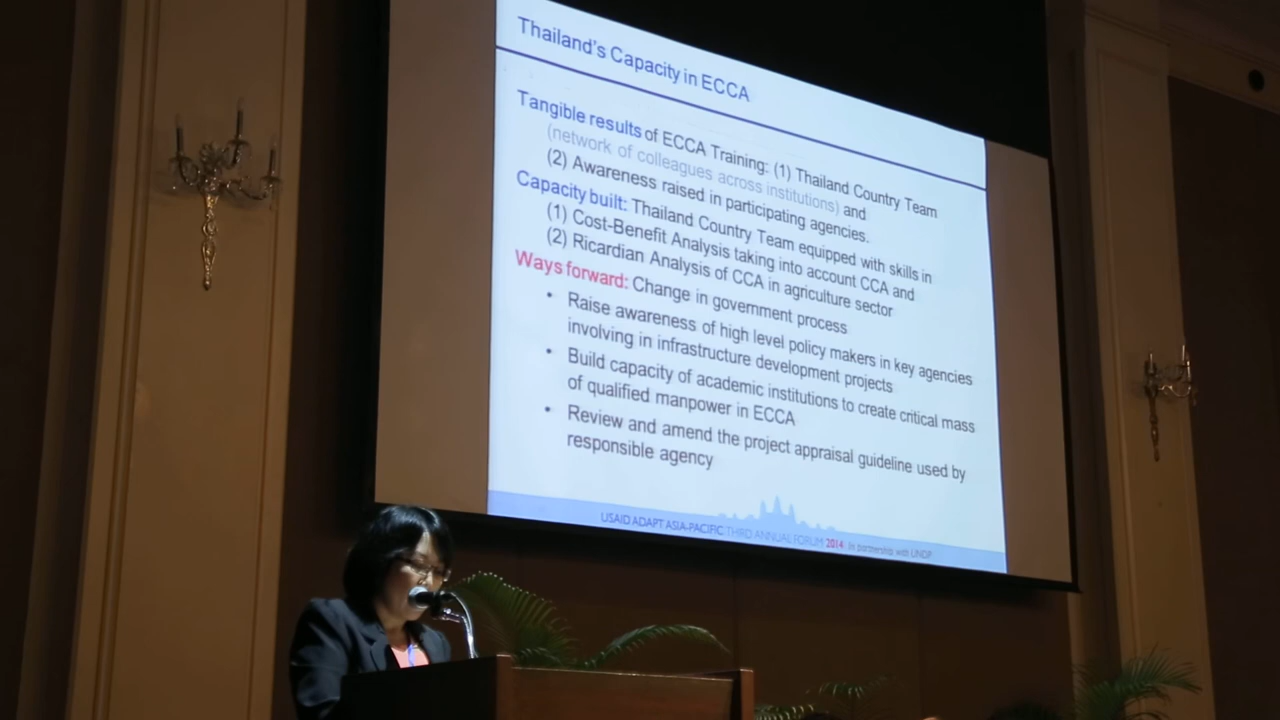 Thailand's Capacity in ECCA
Tangible results of ECCA Training: (1) Thailand Country Team
(network of colleagues across institutions) and
(2) Awareness raised in participating agencies.
Capacity built: Thailand Country Team equipped with skills in
(1) Cost-Benefit Analysis taking into account CCA and
(2) Ricardian Analysis of CCA in agriculture sector
Ways forward: Change in government process
• Raise awareness of high level policy makers in key agencies
involving in infrastructure development projects
• Build capacity of academic institutions to create critical mass
of qualified manpower in ECCA
• Review and amend the project appraisal guideline used by
responsible agency
USAID ADAPT ASIA-PACIFIC THIRD ANNUAL FORUM 2014 In partnership with UNDP